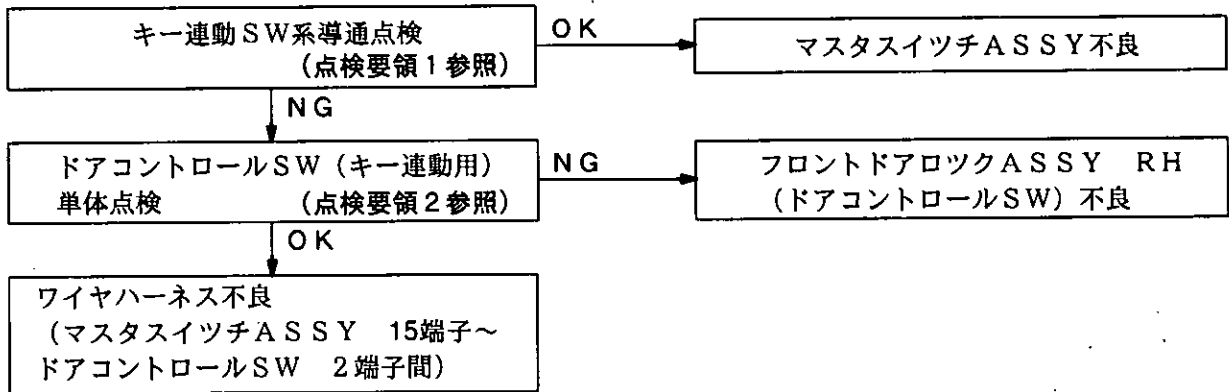 キー連動SW系導通点検
(点検要領1参照)
OK
マスタスイツチASSY不良
NG
ドアコントロールSW(キー連動用)
単体点検 (点検要領2参照)
NG
フロントドアロツクASSY RH
(ドアコントロールSW)不良
OK
ワイヤハーネス不良
(マスタスイツチASSY 15端子~
ドアコントロールSW 2端子間)